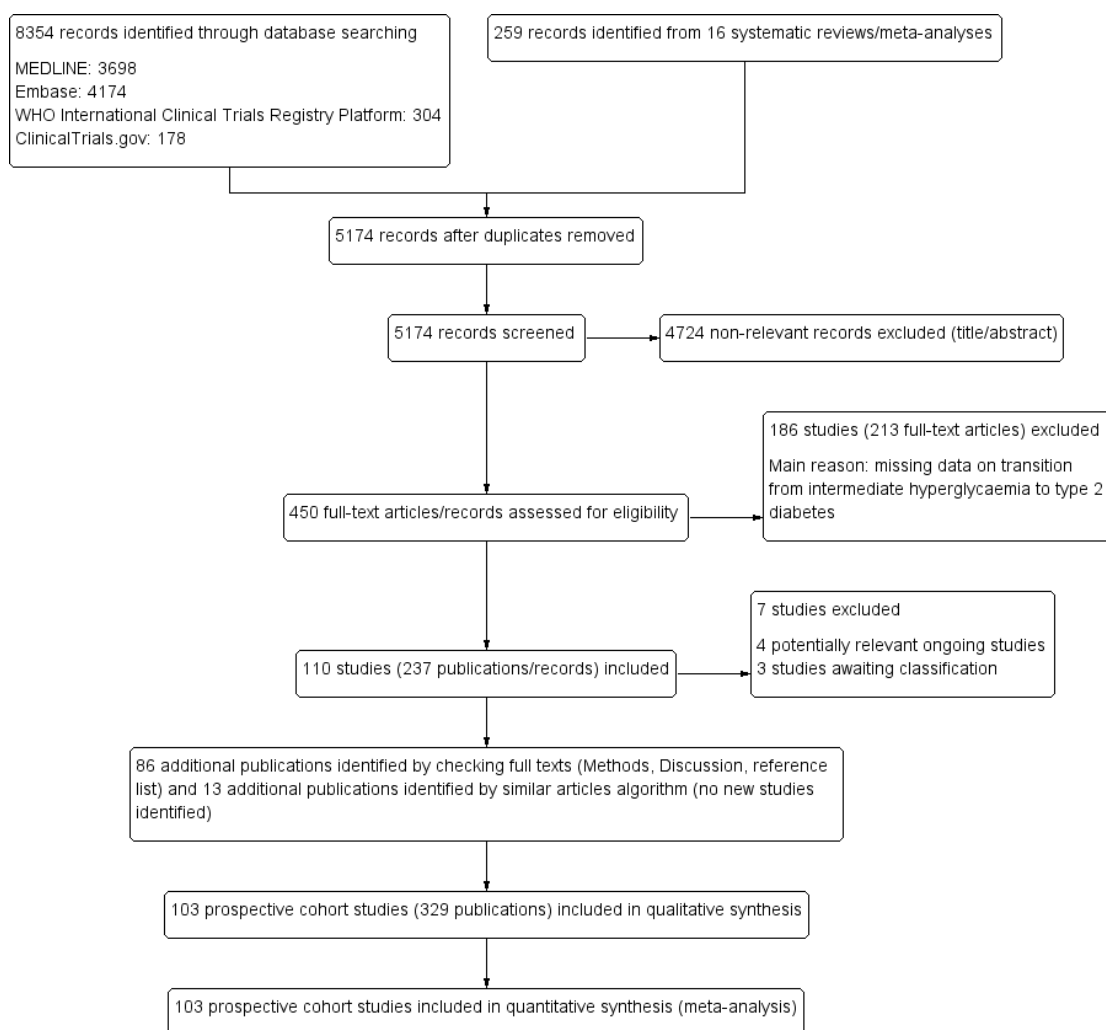 8354 records identified through database searching
MEDLINE: 3698
Embase: 4174
WHO International Clinical Trials Registry Platform: 304
ClinicalTrials.gov: 178
259 records identified from 16 systematic reviews/meta-analyses
5174 records after duplicates removed
5174 records screened
4724 non-relevant records excluded (title/abstract)
186 studies (213 full-text articles) excluded
Main reason: missing data on transition
from intermediate hyperglycaemia to type 2
diabetes
450 full-text articles/records assessed for eligibility
7 studies excluded
4 potentially relevant ongoing studies
3 studies awaiting classification
110 studies (237 publications/records) included
86 additional publications identified by checking full texts (Methods, Discussion, reference
list) and 13 additional publications identified by similar articles algorithm (no new studies
identified)
103 prospective cohort studies (329 publications) included in qualitative synthesis
103 prospective cohort studies included in quantitative synthesis (meta-analysis)